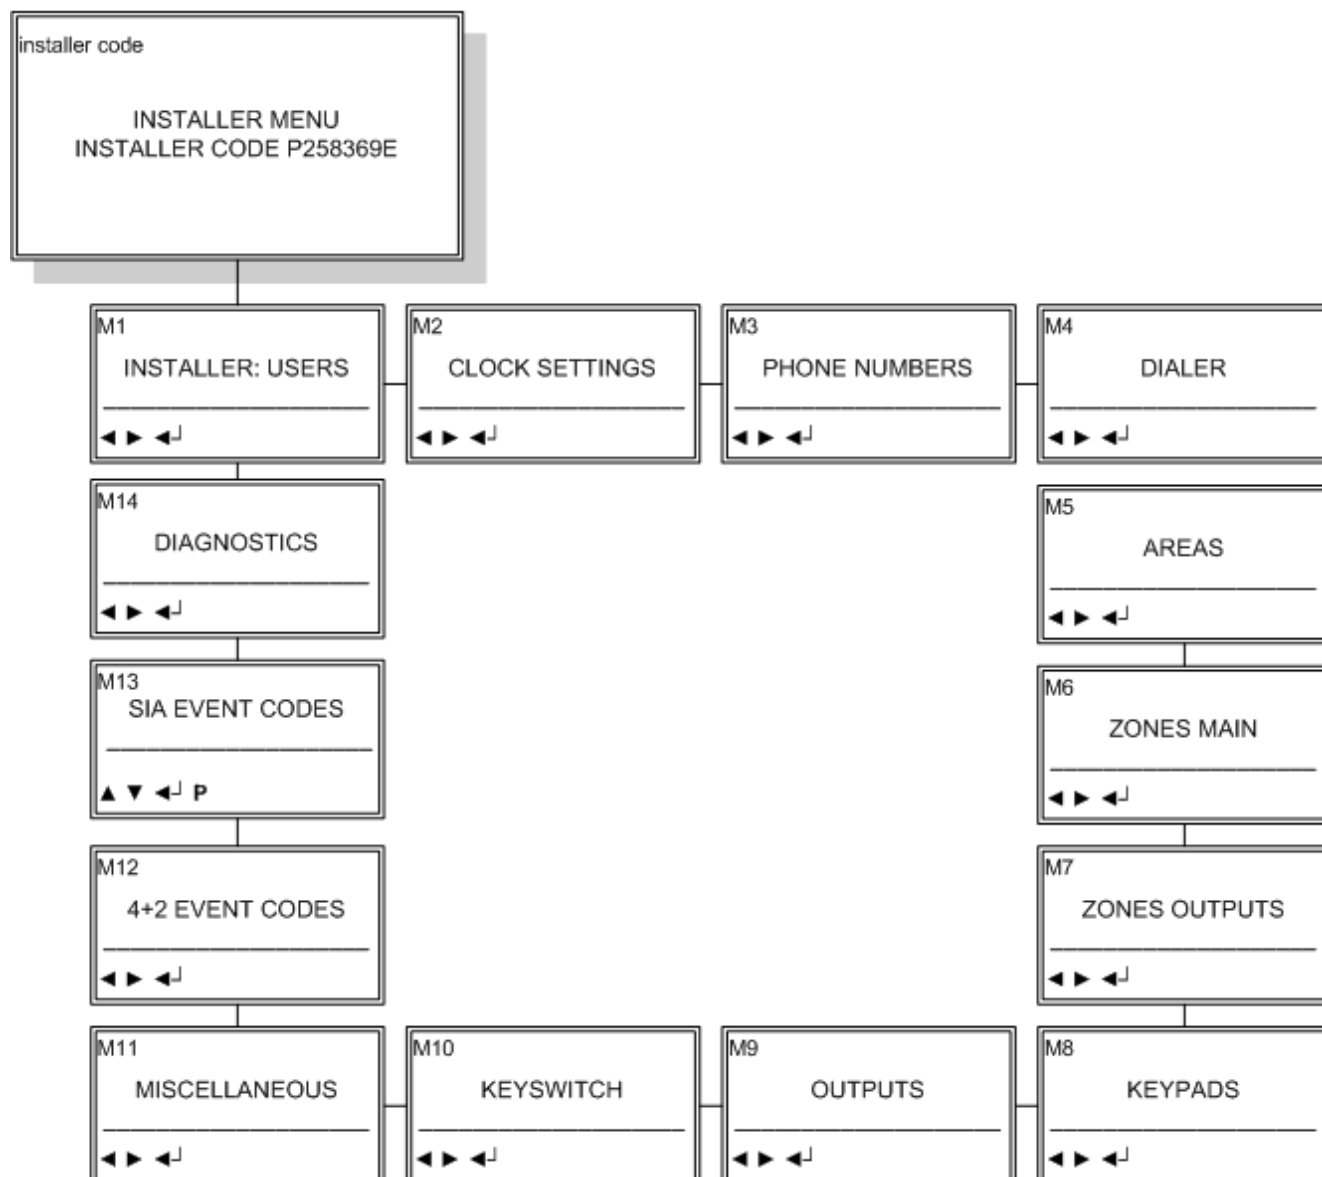 installer code
INSTALLER MENU
INSTALLER CODE P258369E
M1
INSTALLER: USERS
◄ ► ◄┘
M2
CLOCK SETTINGS
◄ ► ◄┘
M3
PHONE NUMBERS
◄ ► ◄┘
M4
DIALER
◄ ► ◄┘
M14
DIAGNOSTICS
◄ ► ◄┘
M5
AREAS
◄ ► ◄┘
M13
SIA EVENT CODES
▲ ▼ ◄┘ P
M6
ZONES MAIN
◄ ► ◄┘
M12
4+2 EVENT CODES
◄ ► ◄┘
M7
ZONES OUTPUTS
◄ ► ◄┘
M11
MISCELLANEOUS
◄ ► ◄┘
M10
KEYSWITCH
◄ ► ◄┘
M9
OUTPUTS
◄ ► ◄┘
M8
KEYPADS
◄ ► ◄┘